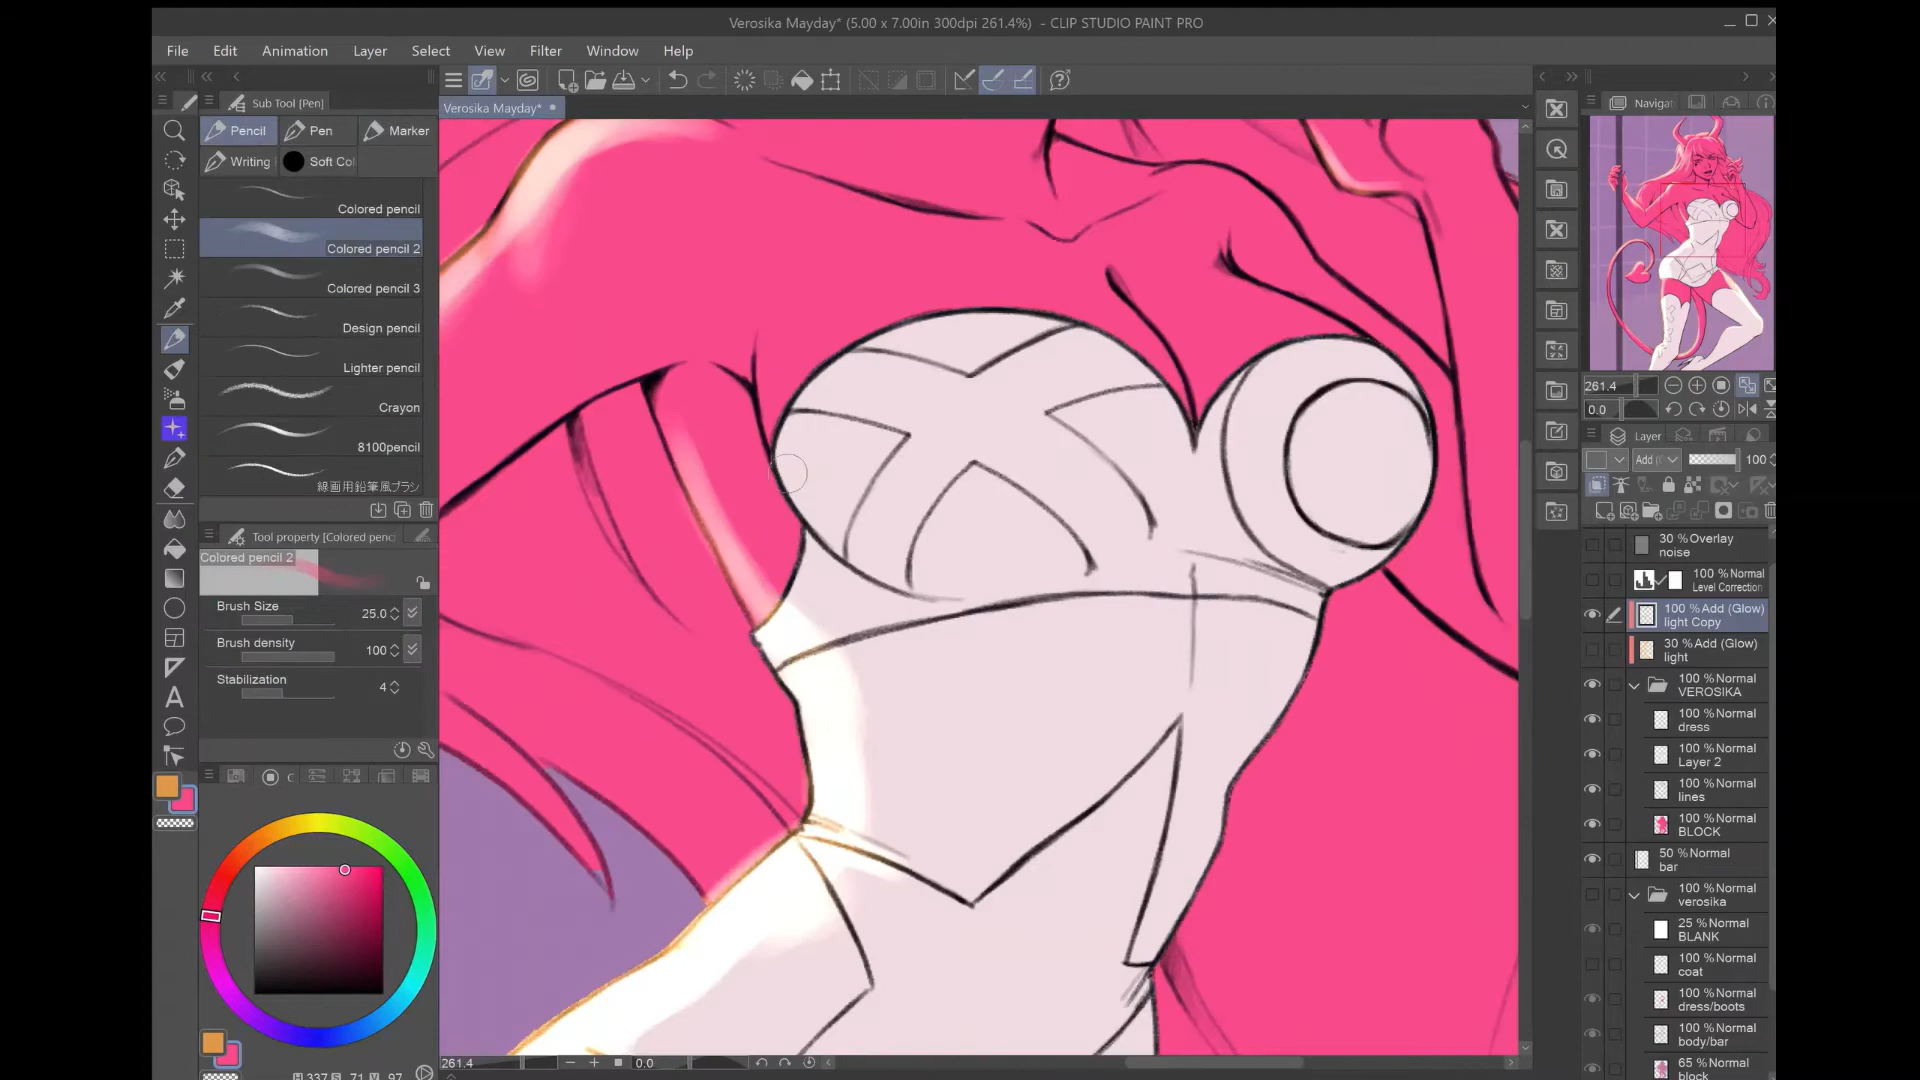 Verosika Mayday* (5.00 x 7.00in 300dpi 261.4%) - CLIP STUDIO PAINT PRO
File Edit Animation Layer Select View Filter Window Help
Sub Tool [Pen]
Verosika Mayday*
Navigat
Pencil Pen Marker
Writing Soft Col
Colored pencil
Colored pencil 2
Colored pencil 3
Design pencil
Lighter pencil
Crayon
8100pencil
線画用鉛筆風ブラシ
Tool property [Colored penc
Colored pencil 2
Brush Size 25.0
Brush density 100
Stabilization 4
c
H 337 S 71 V 97
261.4 0.0
261.4
0.0
Layer
Add ( 100
30 % Overlay
noise
100 % Normal
Level Correction
100 % Add (Glow)
light Copy
30 % Add (Glow)
light
100 % Normal
VEROSIKA
100 % Normal
dress
100 % Normal
Layer 2
100 % Normal
lines
100 % Normal
BLOCK
50 % Normal
bar
100 % Normal
verosika
25 % Normal
BLANK
100 % Normal
coat
100 % Normal
dress/boots
100 % Normal
body/bar
65 % Normal
block